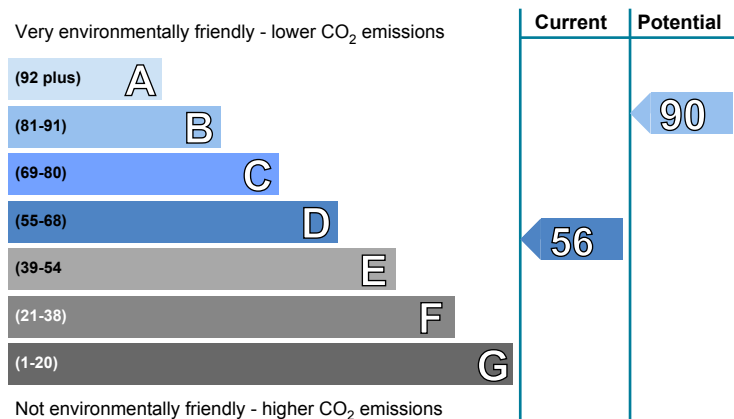 Current Potential
Very environmentally friendly - lower CO₂ emissions
(92 plus) A
(81-91) B
90
(69-80) C
(55-68) D
56
(39-54 E
(21-38) F
(1-20) G
Not environmentally friendly - higher CO₂ emissions